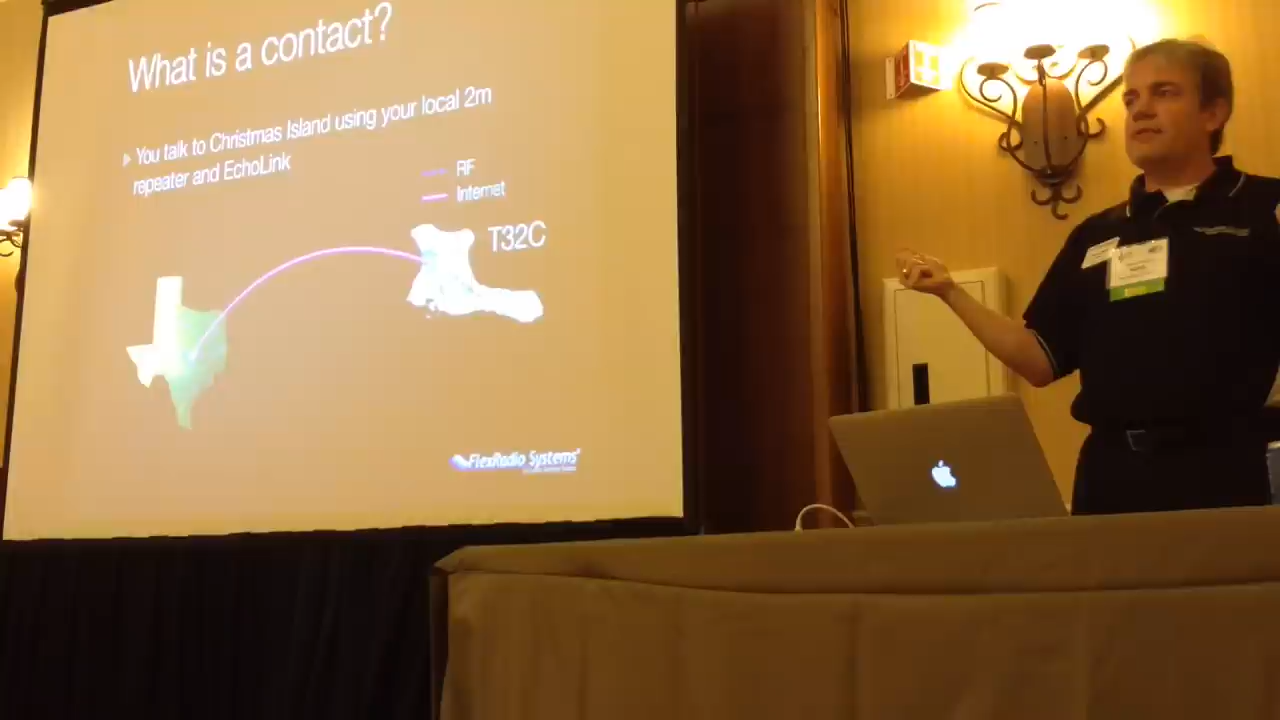 What is a contact?
You talk to Christmas Island using your local 2m
repeater and EchoLink
RF
Internet
T32C
FlexRadio Systems